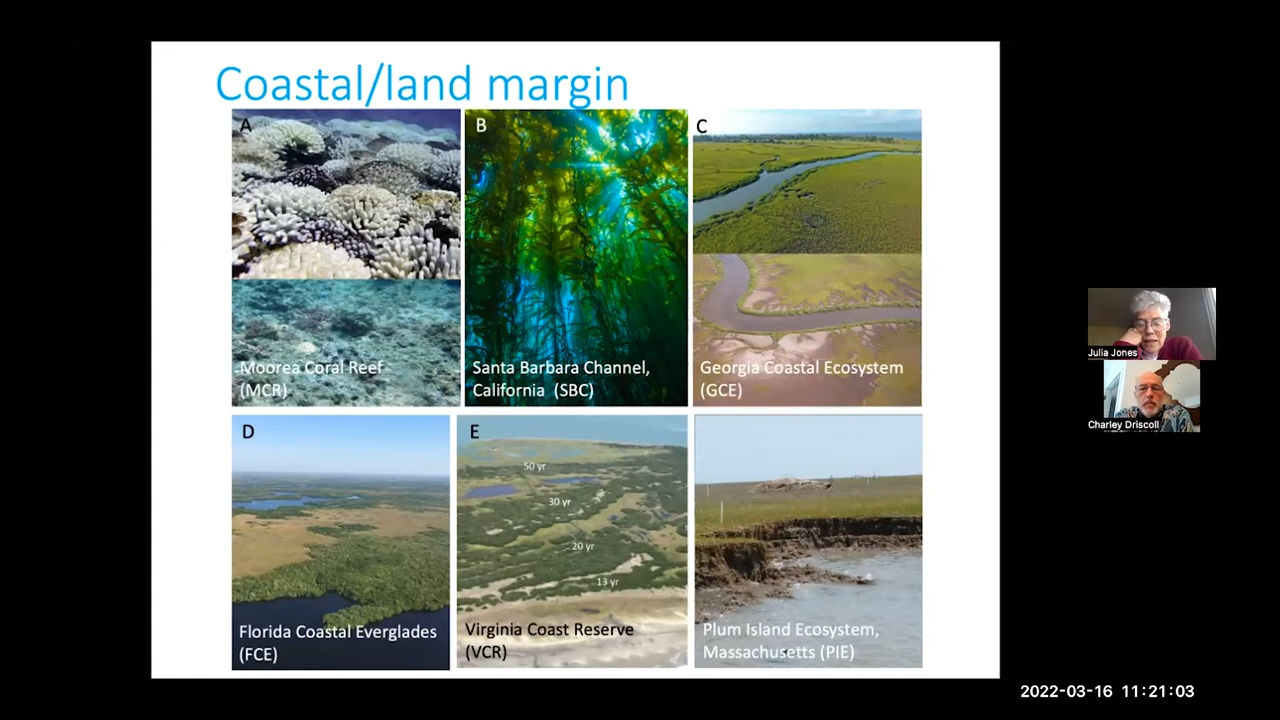 Coastal/land margin
A
B
C
Moorea Coral Reef
(MCR)
Santa Barbara Channel,
California (SBC)
Georgia Coastal Ecosystem
(GCE)
D
E
50 yr
30 yr
20 yr
13 yr
Florida Coastal Everglades
(FCE)
Virginia Coast Reserve
(VCR)
Plum Island Ecosystem,
Massachusetts (PIE)
Julia Jones
Charley Driscoll
2022-03-16 11:21:03